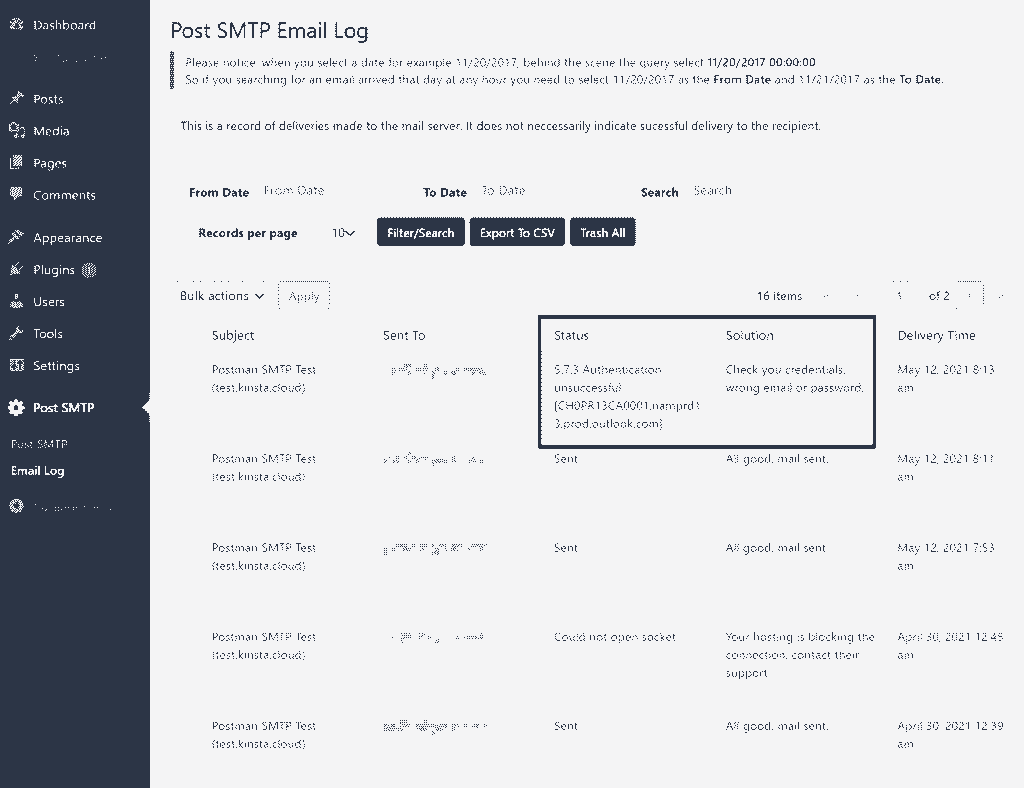 Dashboard
Posts
Media
Pages
Comments
Appearance
Plugins 1
Users
Tools
Settings
Post SMTP
Post SMTP
Email Log
Post SMTP Email Log
Please notice: when you select a date for example 11/20/2017, behind the scene the query select 11/20/2017 00:00:00
So if you searching for an email arrived that day at any hour you need to select 11/20/2017 as the From Date and 11/21/2017 as the To Date.
This is a record of deliveries made to the mail server. It does not neccessarily indicate sucessful delivery to the recipient.
From Date From Date To Date To Date Search Search
Records per page 10 Filter/Search Export To CSV Trash All
Bulk actions Apply 16 items 1 of 2
Subject Sent To Status Solution Delivery Time
Postman SMTP Test 5.7.3 Authentication Check you credentials, May 12, 2021 8:13
(test.kinsta.cloud) unsuccessful wrong email or password. am
[CH0PR13CA0001.namprd1
3.prod.outlook.com]
Postman SMTP Test Sent All good, mail sent. May 12, 2021 8:11
(test.kinsta.cloud) am
Postman SMTP Test Sent All good, mail sent. May 12, 2021 7:53
(test.kinsta.cloud) am
Postman SMTP Test Could not open socket Your hosting is blocking the April 30, 2021 12:45
(test.kinsta.cloud) connection, contact their am
support
Postman SMTP Test Sent All good, mail sent. April 30, 2021 12:39
(test.kinsta.cloud) am